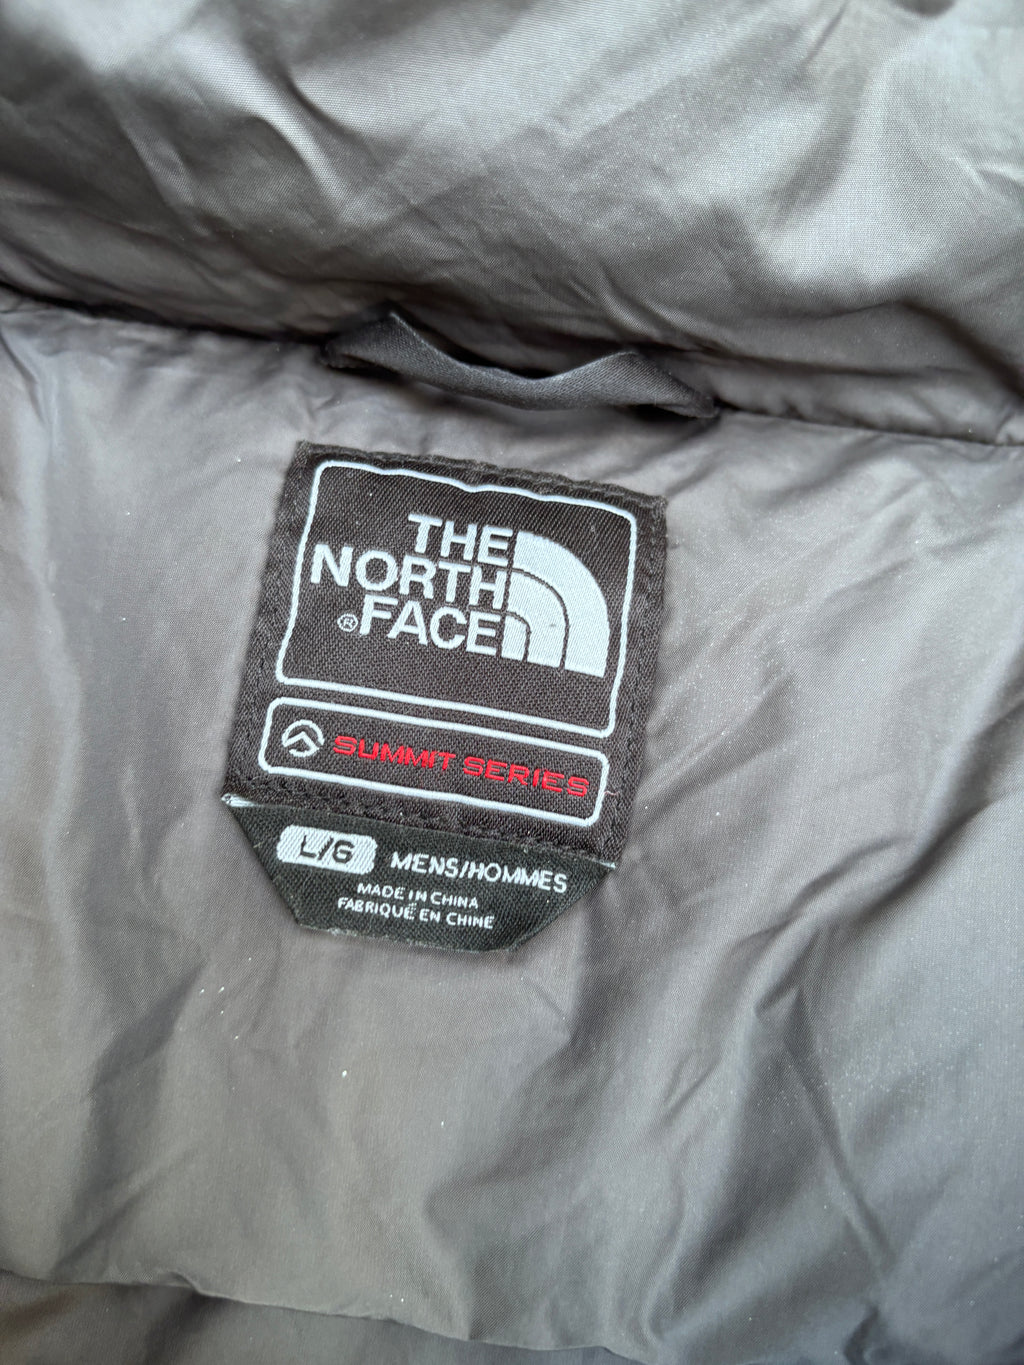 THE
NORTH
®FACE
SUMMIT SERIES
L/G MENS/HOMMES
MADE IN CHINA
FABRIQUÉ EN CHINE